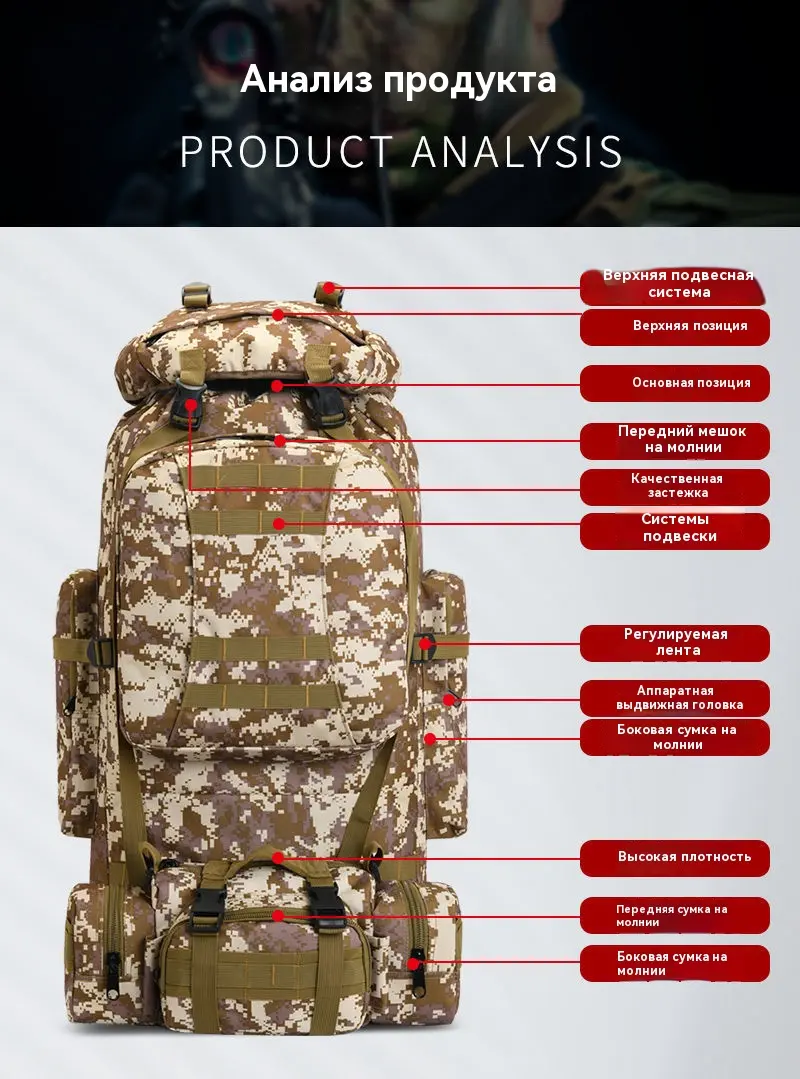 Анализ продукта
PRODUCT ANALYSIS
Верхняя подвесная
система
Верхняя позиция
Основная позиция
Передний мешок
на молнии
Качественная
застежка
Системы
подвески
Регулируемая
лента
Аппаратная
выдвижная головка
Боковая сумка на
молнии
Высокая плотность
Передняя сумка на
молнии
Боковая сумка на
молнии